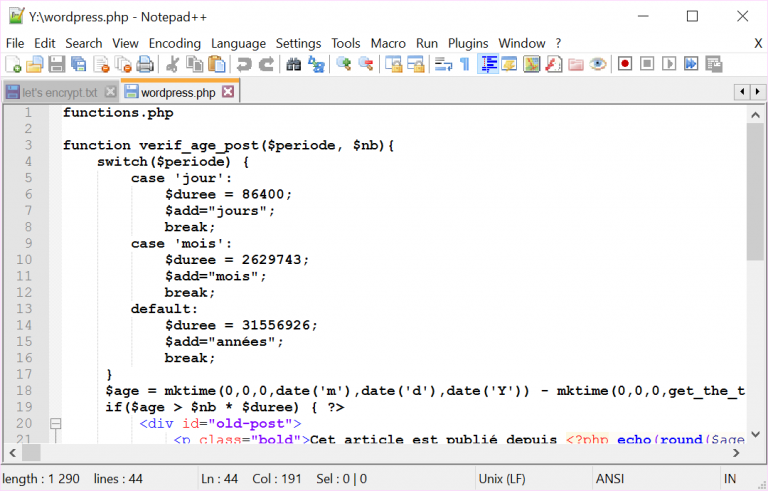 Y:\wordpress.php - Notepad++
File Edit Search View Encoding Language Settings Tools Macro Run Plugins Window ? X
let's encrypt.txt wordpress.php
1 functions.php
2
3 function verif_age_post($periode, $nb){
4 switch($periode) {
5 case 'jour':
6 $duree = 86400;
7 $add="jours";
8 break;
9 case 'mois':
10 $duree = 2629743;
11 $add="mois";
12 break;
13 default:
14 $duree = 31556926;
15 $add="années";
16 break;
17 }
18 $age = mktime(0,0,0,date('m'),date('d'),date('Y')) - mktime(0,0,0,get_the_t
19 if($age > $nb * $duree) { ?>
20 <div id="old-post">
21 <p class="bold">Cet article est publié depuis <?php echo(round($age
length : 1 290 lines : 44 Ln : 44 Col : 191 Sel : 0 | 0 Unix (LF) ANSI IN